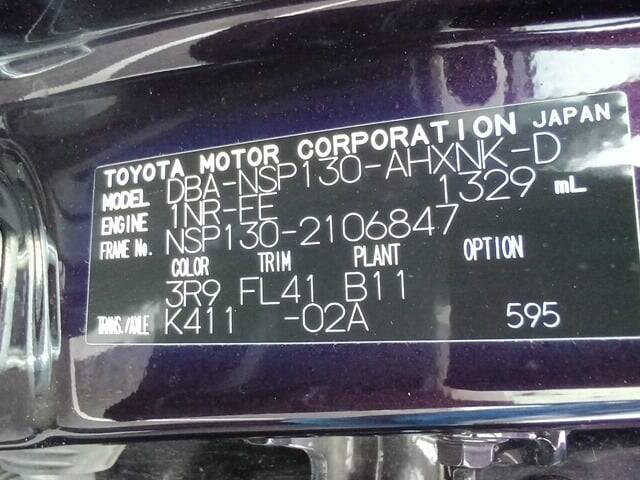 TOYOTA MOTOR CORPORATION JAPAN
MODEL DBA-NSP130-AHXNK-D
ENGINE 1NR-FE 1329 mL
FRAME No. NSP130-2106847
COLOR TRIM PLANT OPTION
3R9 FL41 B11
TRANS./AXLE K411 -02A 595